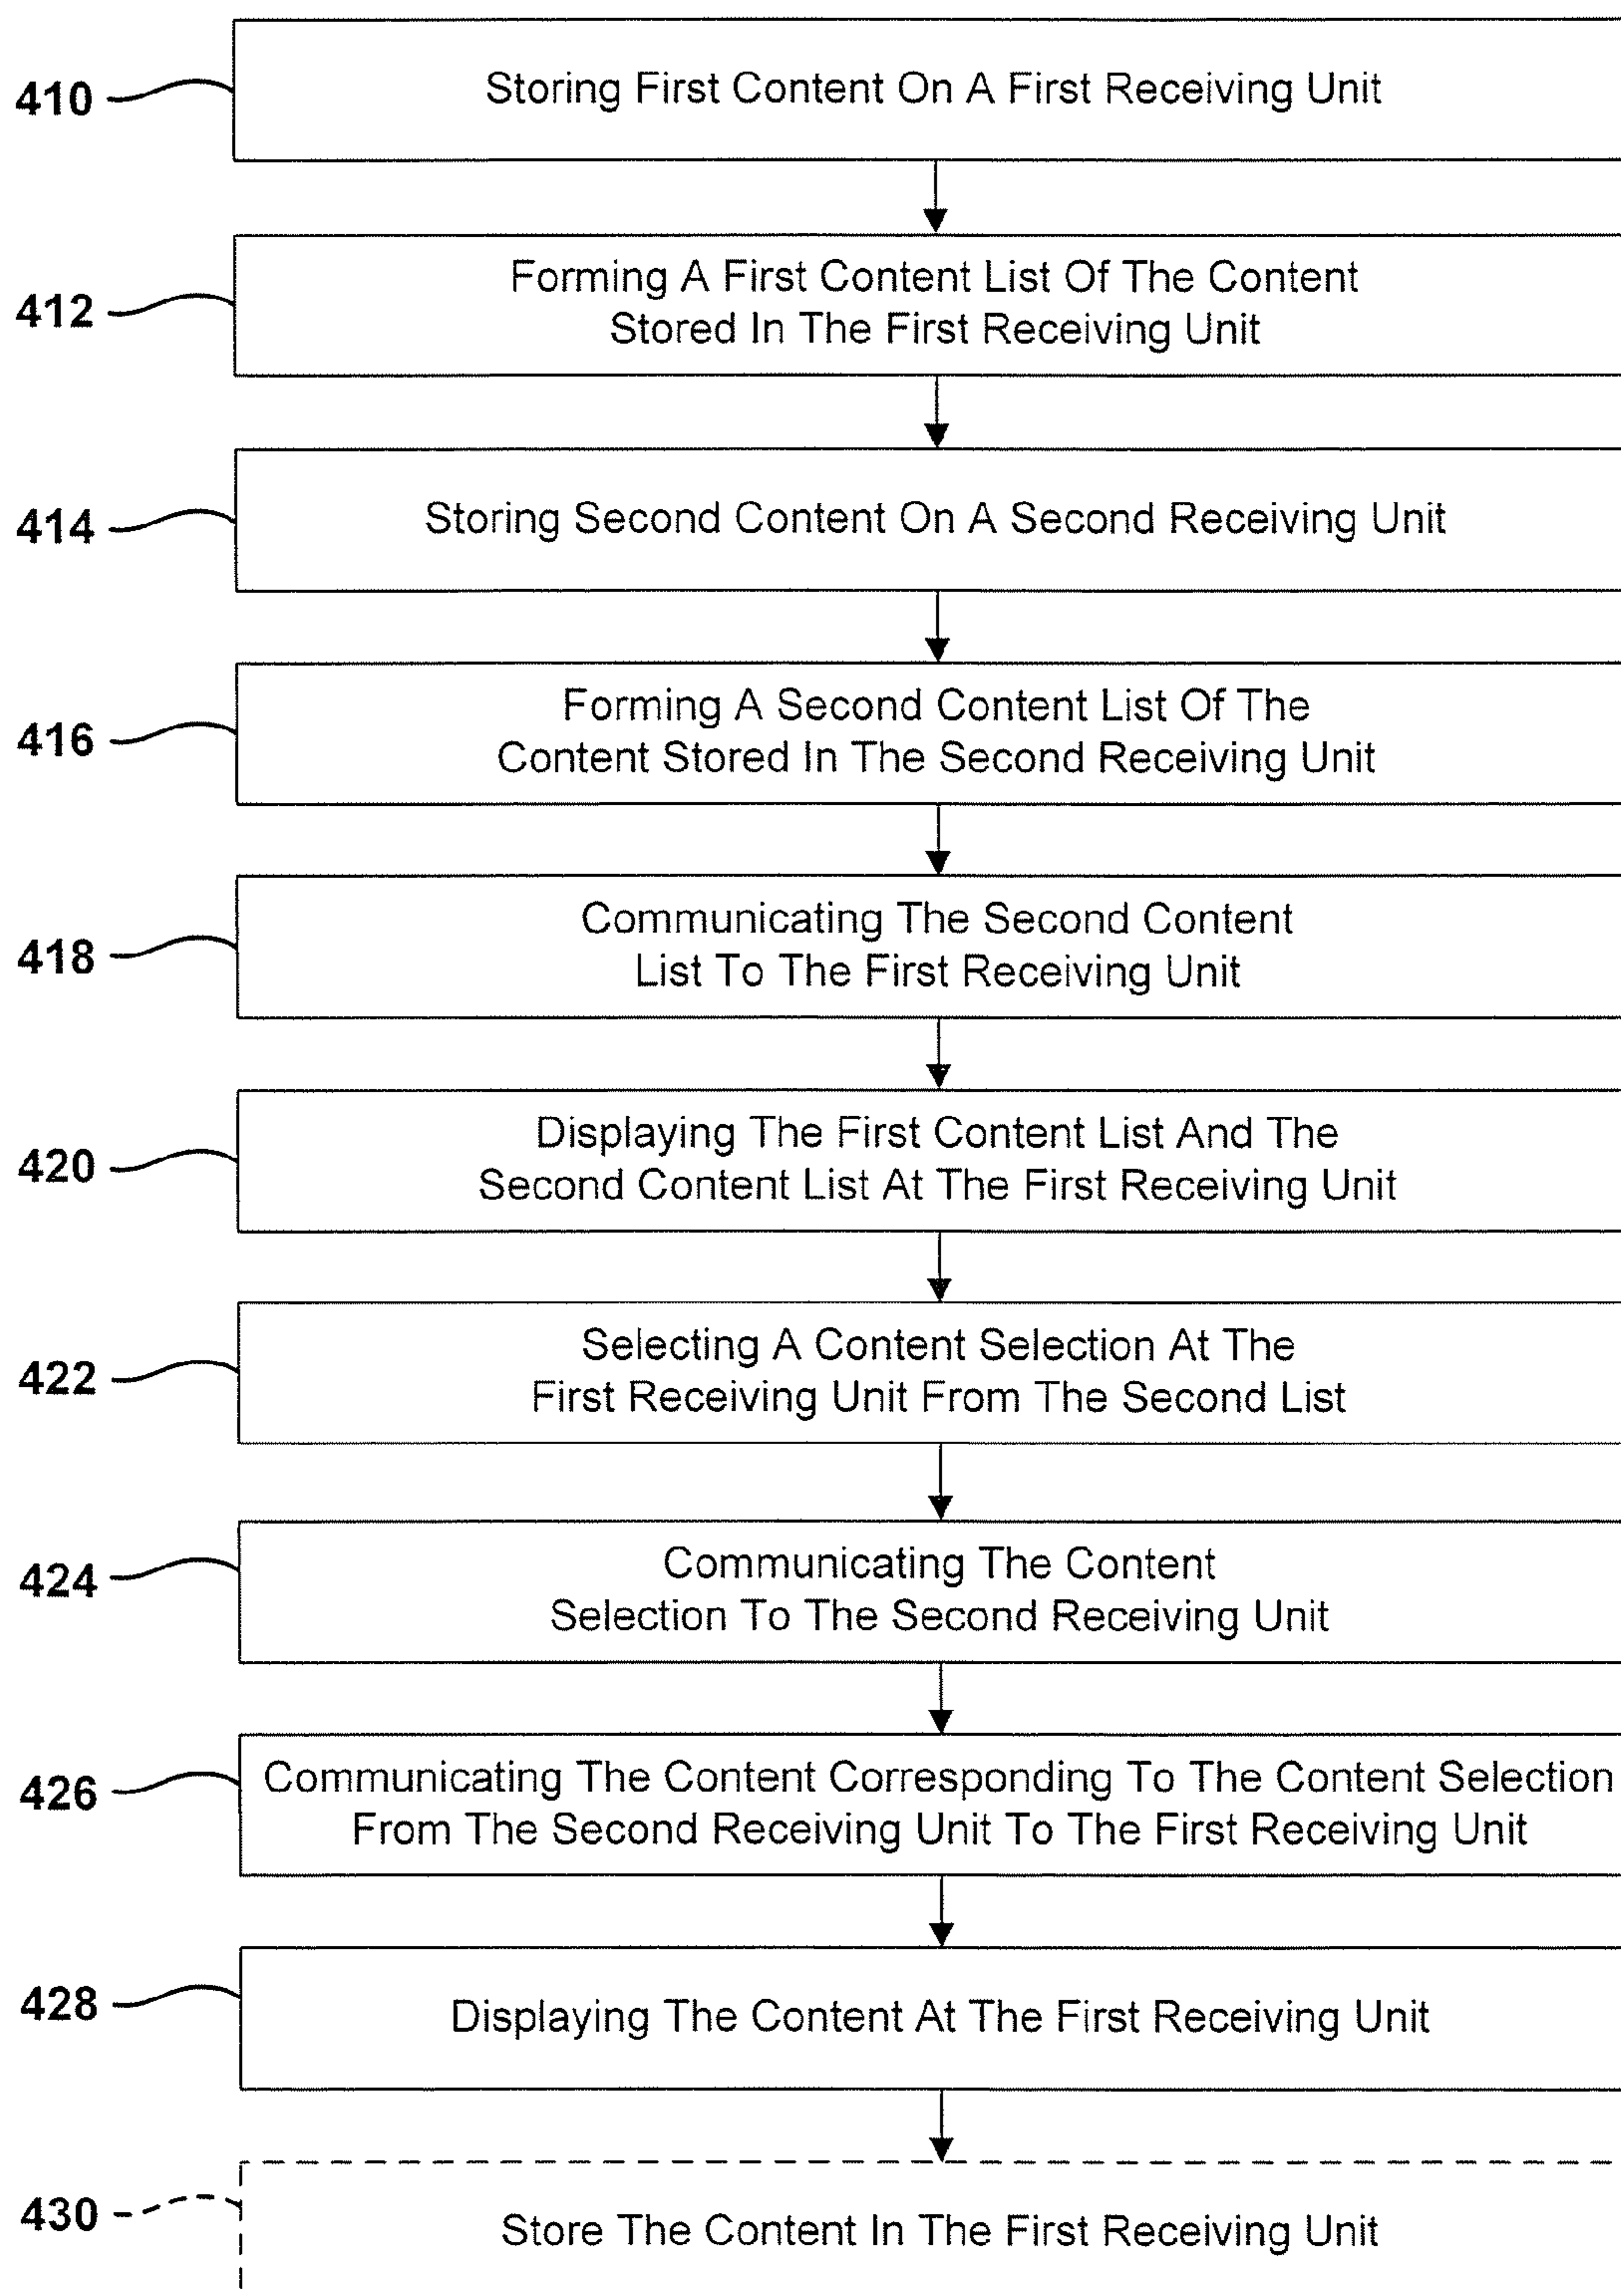 410
Storing First Content On A First Receiving Unit
412
Forming A First Content List Of The Content
Stored In The First Receiving Unit
414
Storing Second Content On A Second Receiving Unit
416
Forming A Second Content List Of The
Content Stored In The Second Receiving Unit
418
Communicating The Second Content
List To The First Receiving Unit
420
Displaying The First Content List And The
Second Content List At The First Receiving Unit
422
Selecting A Content Selection At The
First Receiving Unit From The Second List
424
Communicating The Content
Selection To The Second Receiving Unit
426
Communicating The Content Corresponding To The Content Selection
From The Second Receiving Unit To The First Receiving Unit
428
Displaying The Content At The First Receiving Unit
430
Store The Content In The First Receiving Unit